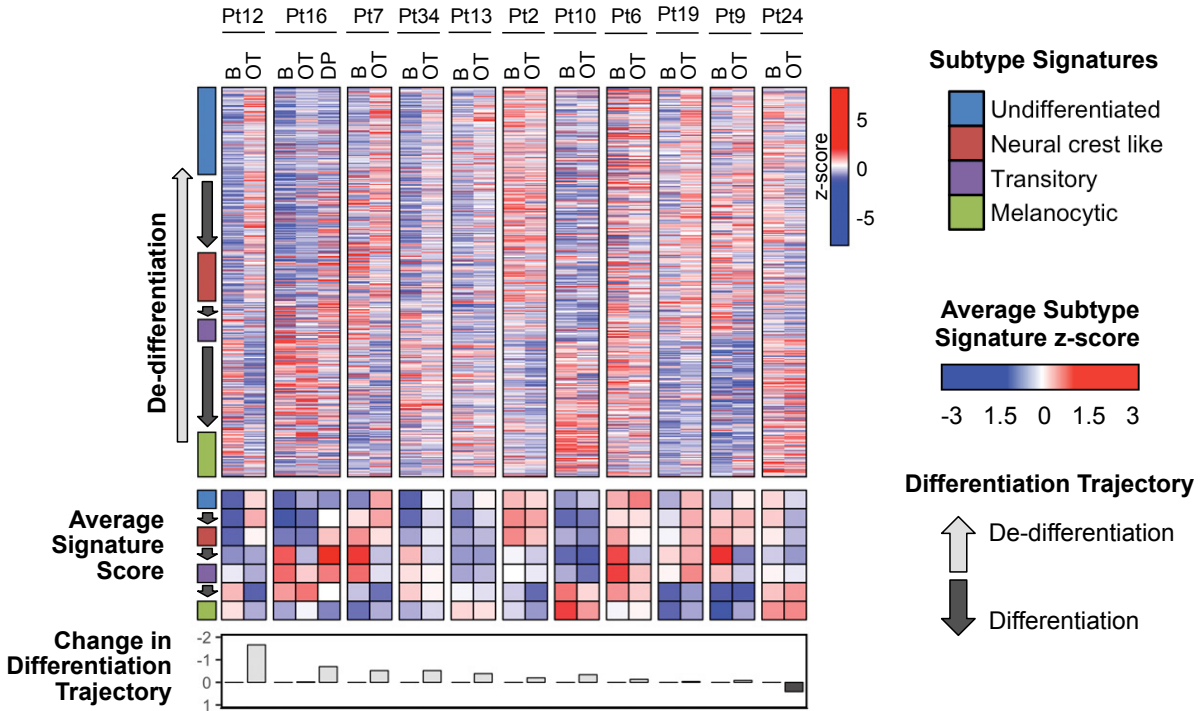 Pt12 Pt16 Pt7 Pt34 Pt13 Pt2 Pt10 Pt6 Pt19 Pt9 Pt24
B OT B OT DP B OT B OT B OT B OT B OT B OT B OT B OT B OT
De-differentiation
5
0
-5
z-score
Subtype Signatures
Undifferentiated
Neural crest like
Transitory
Melanocytic
Average Subtype
Signature z-score
-3 1.5 0 1.5 3
Differentiation Trajectory
De-differentiation
Differentiation
Average
Signature
Score
Change in
Differentiation
Trajectory
-2
-1
0
1